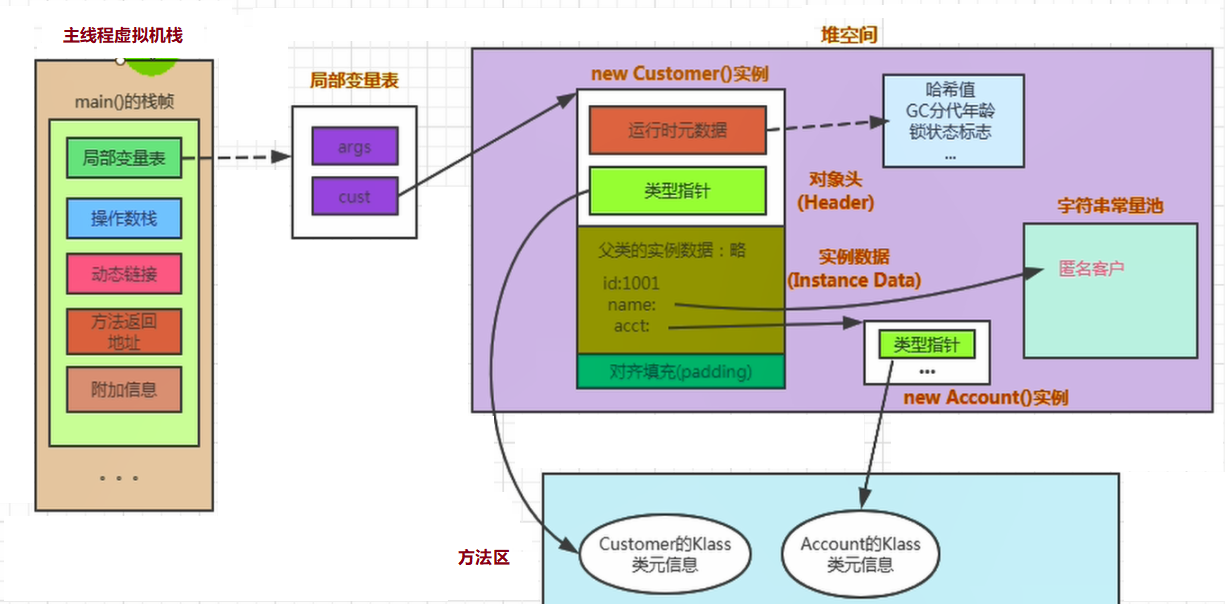 主线程虚拟机栈
main()的栈帧
局部变量表
操作数栈
动态链接
方法返回
地址
附加信息
. . .
局部变量表
args
cust
堆空间
new Customer()实例
运行时元数据
类型指针
哈希值
GC分代年龄
锁状态标志
...
对象头
(Header)
父类的实例数据：略
id:1001
name:
acct:
对齐填充(padding)
实例数据
(Instance Data)
字符串常量池
匿名客户
类型指针
...
new Account()实例
方法区
Customer的Klass
类元信息
Account的Klass
类元信息